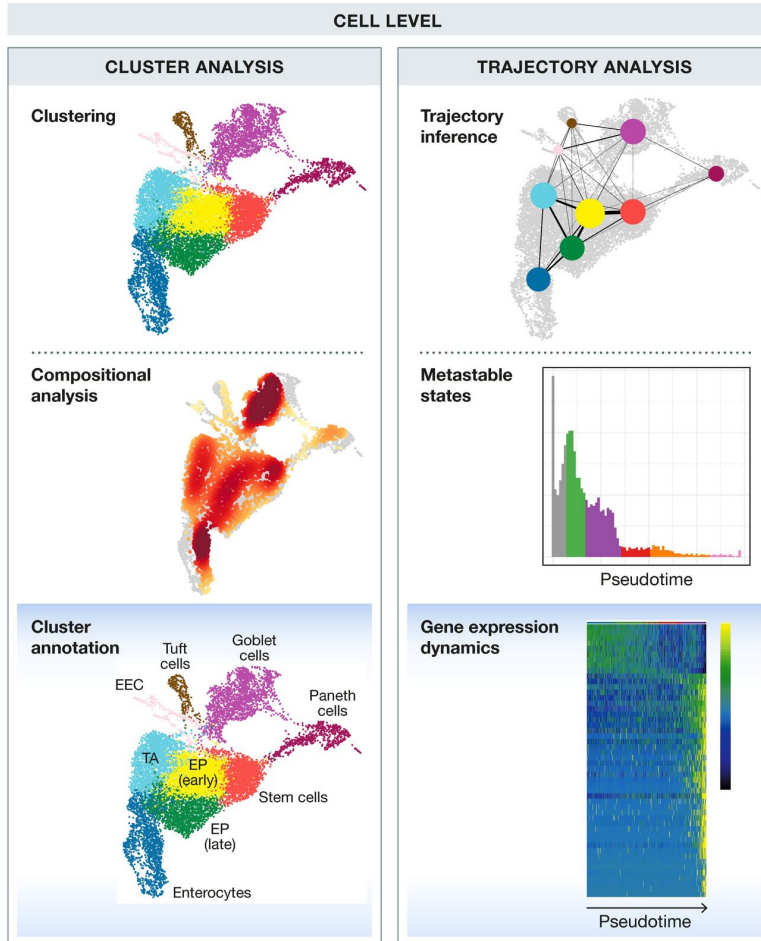 CELL LEVEL
CLUSTER ANALYSIS
Clustering
Compositional
analysis
Cluster
annotation
Tuft
cells
Goblet
cells
EEC
Paneth
cells
TA
EP
(early)
Stem cells
EP
(late)
Enterocytes
TRAJECTORY ANALYSIS
Trajectory
inference
Metastable
states
Pseudotime
Gene expression
dynamics
Pseudotime